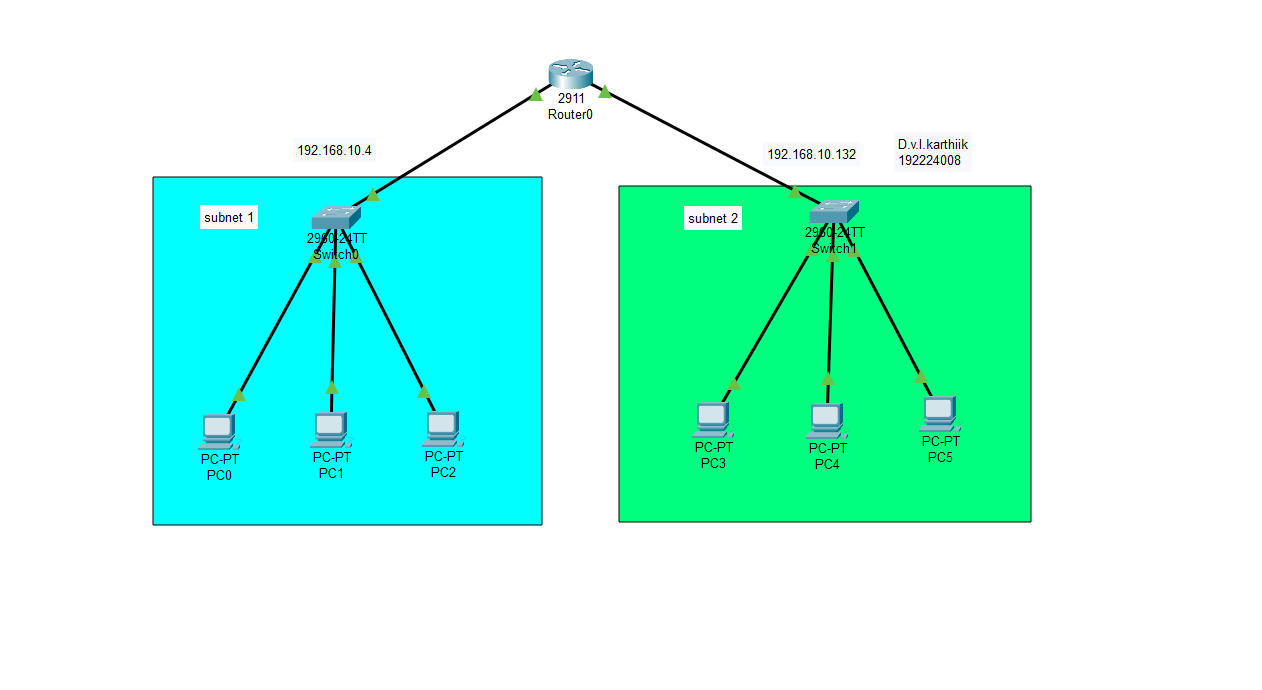 2911
Router0
192.168.10.4
192.168.10.132
D.v.l.karthiik
192224008
subnet 1
2960-24TT
Switch0
subnet 2
2960-24TT
Switch1
PC-PT
PC0
PC-PT
PC1
PC-PT
PC2
PC-PT
PC3
PC-PT
PC4
PC-PT
PC5